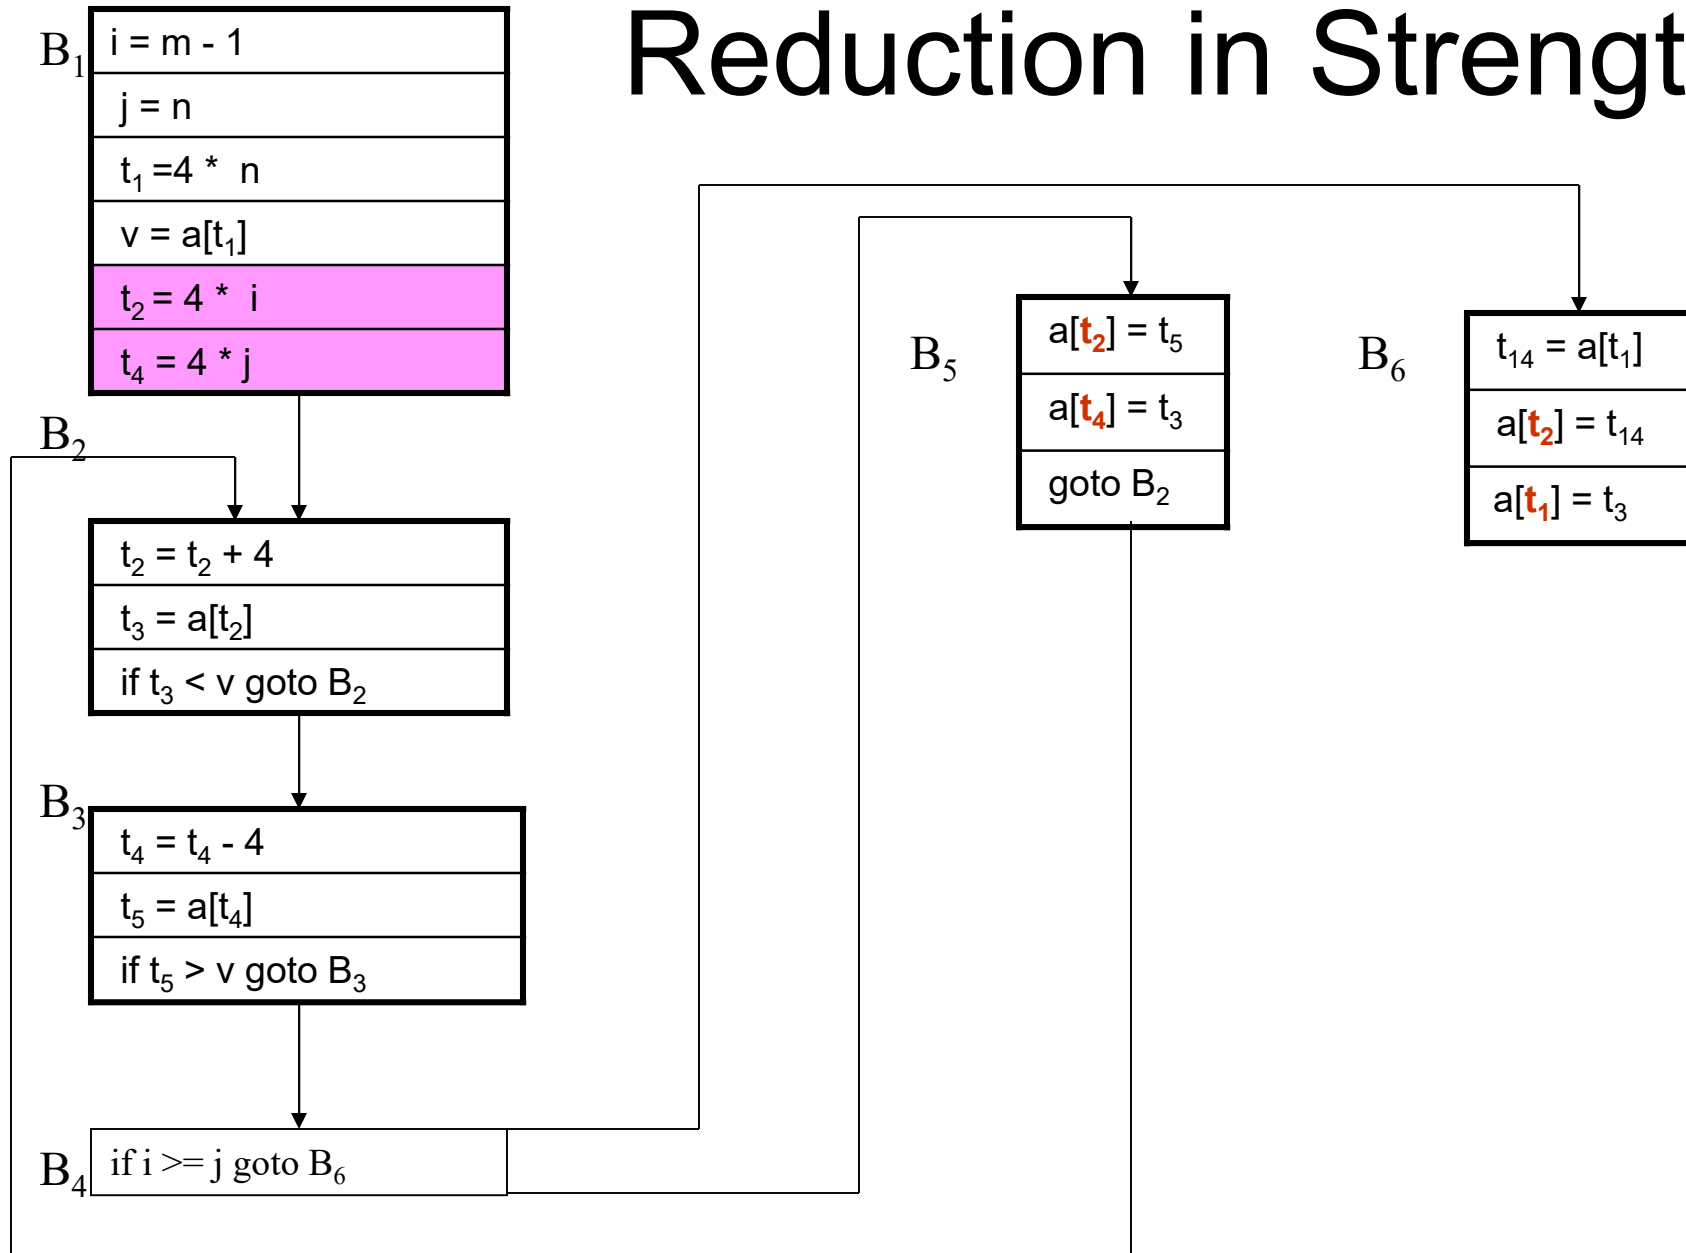 Reduction in Strengt
B₁
i = m - 1
j = n
t₁ =4 * n
v = a[t₁]
t₂ = 4 * i
t₄ = 4 * j
B₂
t₂ = t₂ + 4
t₃ = a[t₂]
if t₃ < v goto B₂
B₃
t₄ = t₄ - 4
t₅ = a[t₄]
if t₅ > v goto B₃
B₄
if i >= j goto B₆
B₅
a[t₂] = t₅
a[t₄] = t₃
goto B₂
B₆
t₁₄ = a[t₁]
a[t₂] = t₁₄
a[t₁] = t₃